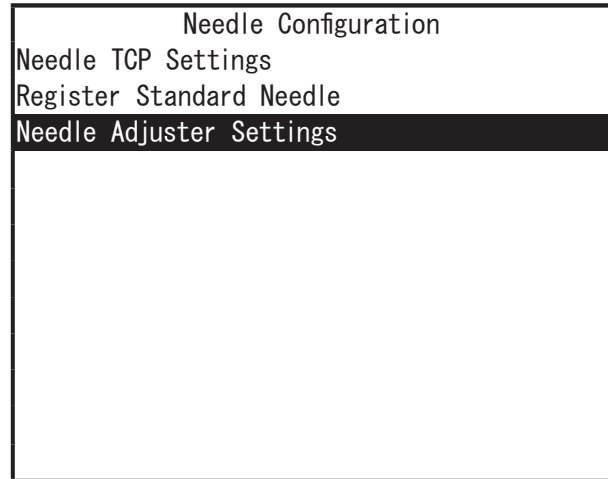 Needle Configuration
Needle TCP Settings
Register Standard Needle
Needle Adjuster Settings